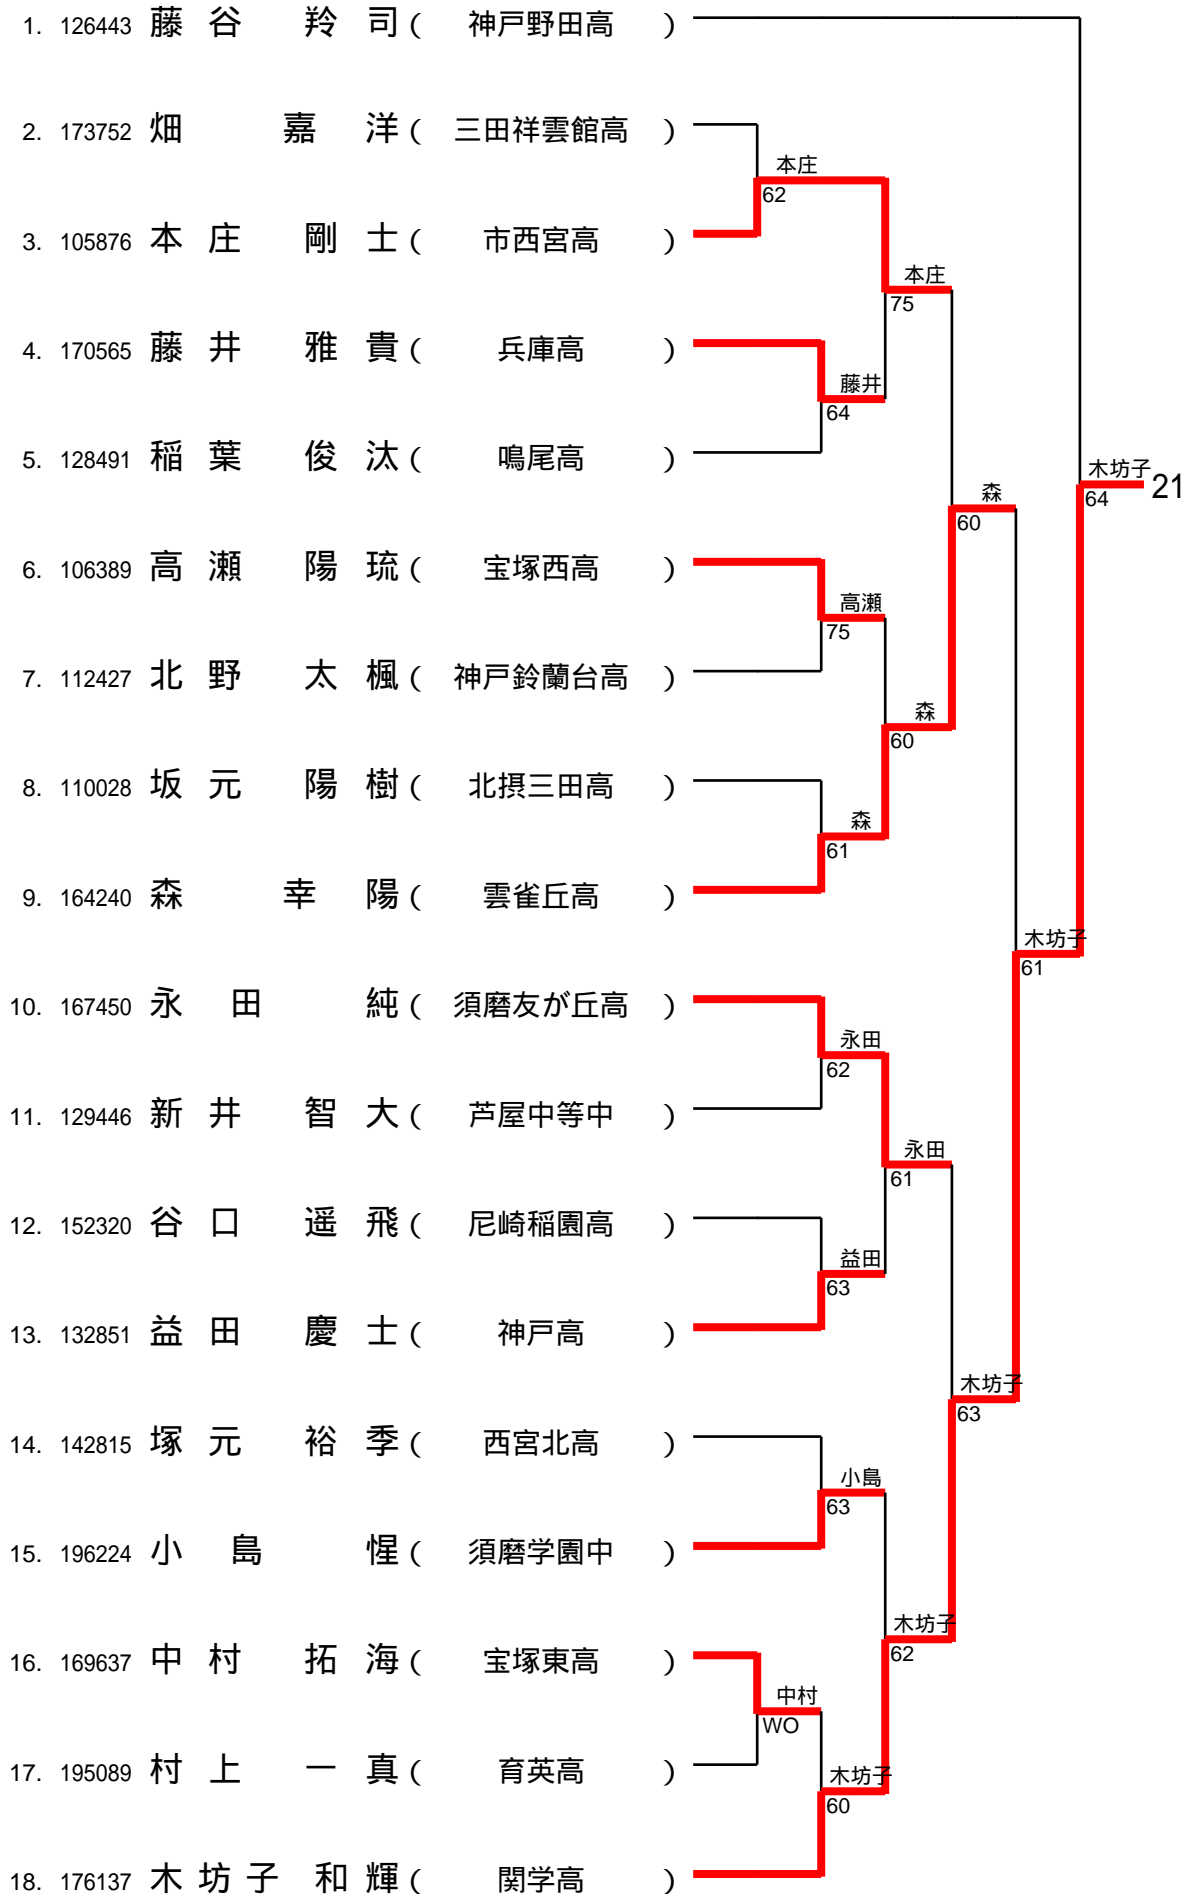 1. 126443 藤谷 羚司 ( 神戸野田高 )
2. 173752 畑 嘉洋 ( 三田祥雲館高 )
本庄
62
3. 105876 本庄 剛士 ( 市西宮高 )
本庄
75
4. 170565 藤井 雅貴 ( 兵庫高 )
藤井
64
5. 128491 稲葉 俊汰 ( 鳴尾高 )
木坊子
64
21
森
60
6. 106389 高瀬 陽琉 ( 宝塚西高 )
高瀬
75
7. 112427 北野 太楓 ( 神戸鈴蘭台高 )
森
60
8. 110028 坂元 陽樹 ( 北摂三田高 )
森
61
9. 164240 森 幸陽 ( 雲雀丘高 )
木坊子
61
10. 167450 永田 純 ( 須磨友が丘高 )
永田
62
11. 129446 新井 智大 ( 芦屋中等中 )
永田
61
12. 152320 谷口 遥飛 ( 尼崎稲園高 )
益田
63
13. 132851 益田 慶士 ( 神戸高 )
木坊子
63
14. 142815 塚元 裕季 ( 西宮北高 )
小島
63
15. 196224 小島 惺 ( 須磨学園中 )
木坊子
62
16. 169637 中村 拓海 ( 宝塚東高 )
中村
WO
17. 195089 村上 一真 ( 育英高 )
木坊子
60
18. 176137 木坊子 和輝 ( 関学高 )